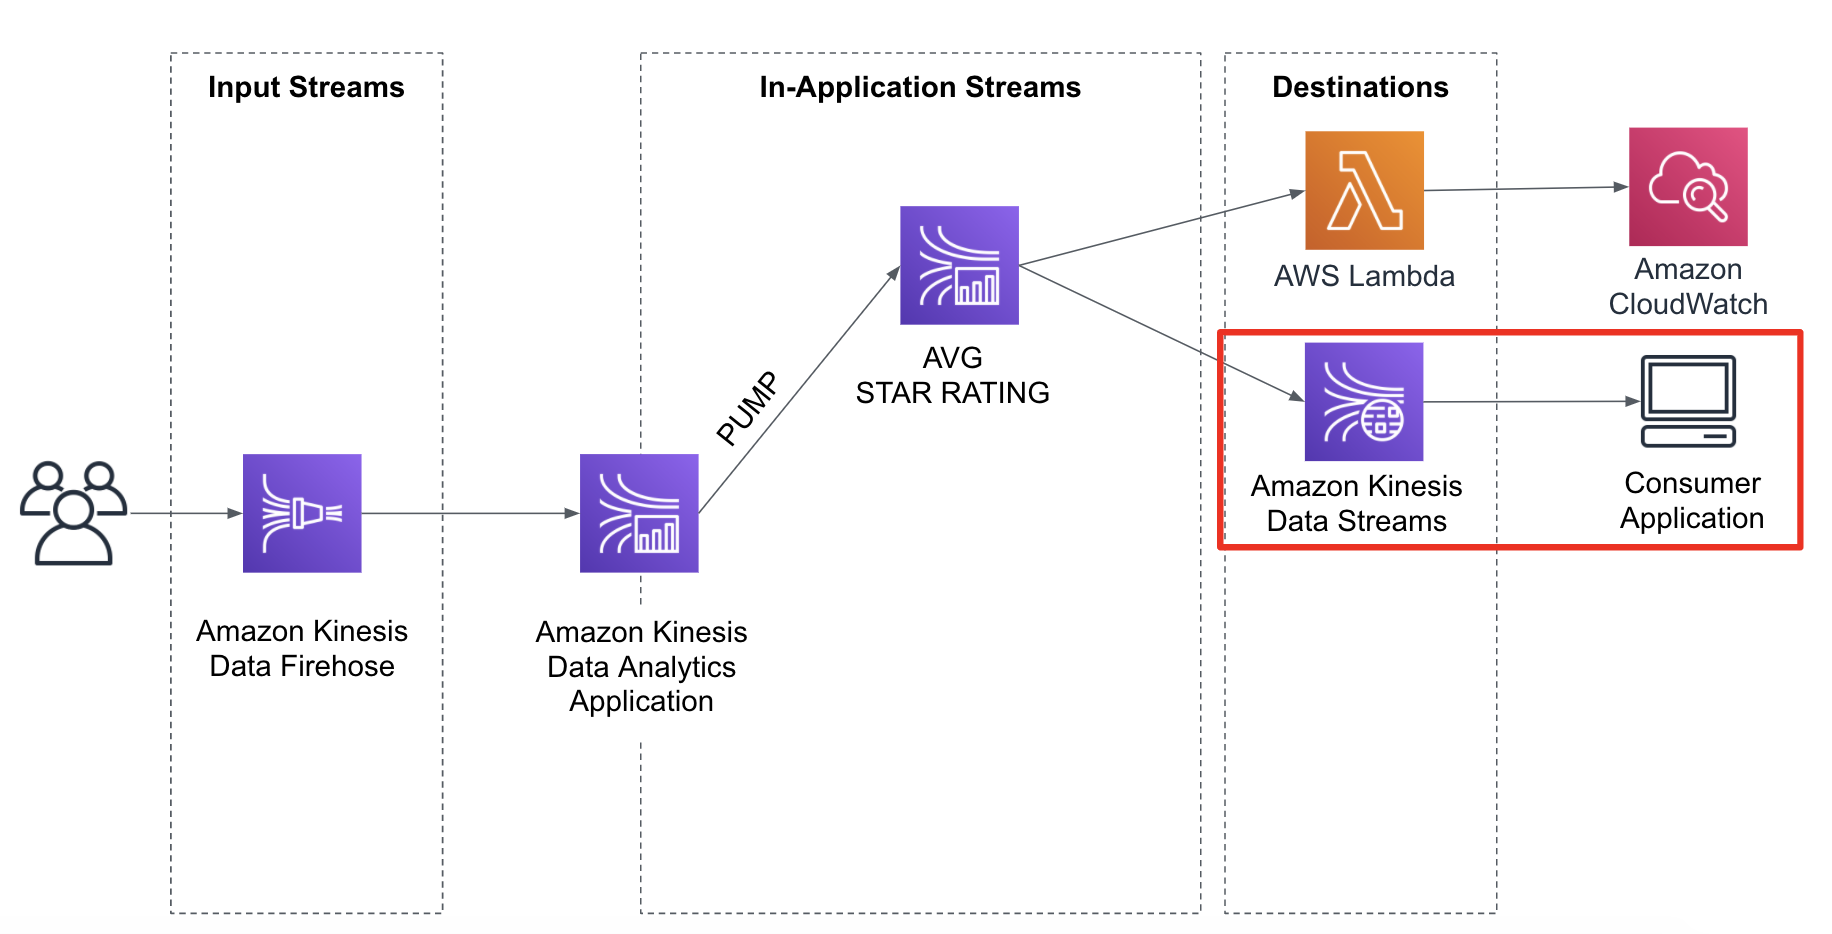 Input Streams
In-Application Streams
Destinations
AWS Lambda
Amazon
CloudWatch
AVG
STAR RATING
PUMP
Amazon Kinesis
Data Streams
Consumer
Application
Amazon Kinesis
Data Firehose
Amazon Kinesis
Data Analytics
Application